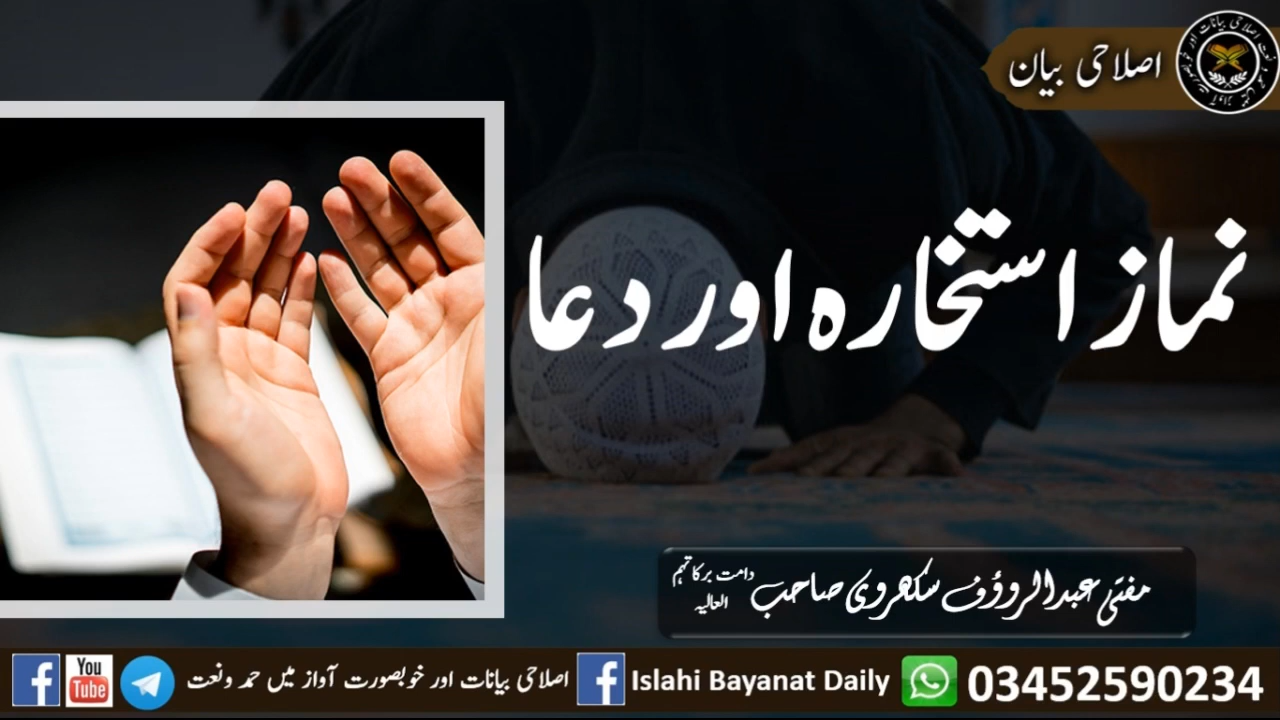 اصلاحی بیان
نماز استخارہ اور دعا
مفتی عبدالرؤف سکھروی صاحب دامت برکاتہم العالیہ
You Tube
اصلاحی بیانات اور خوبصورت آواز میں حمد ونعت
Islahi Bayanat Daily
03452590234